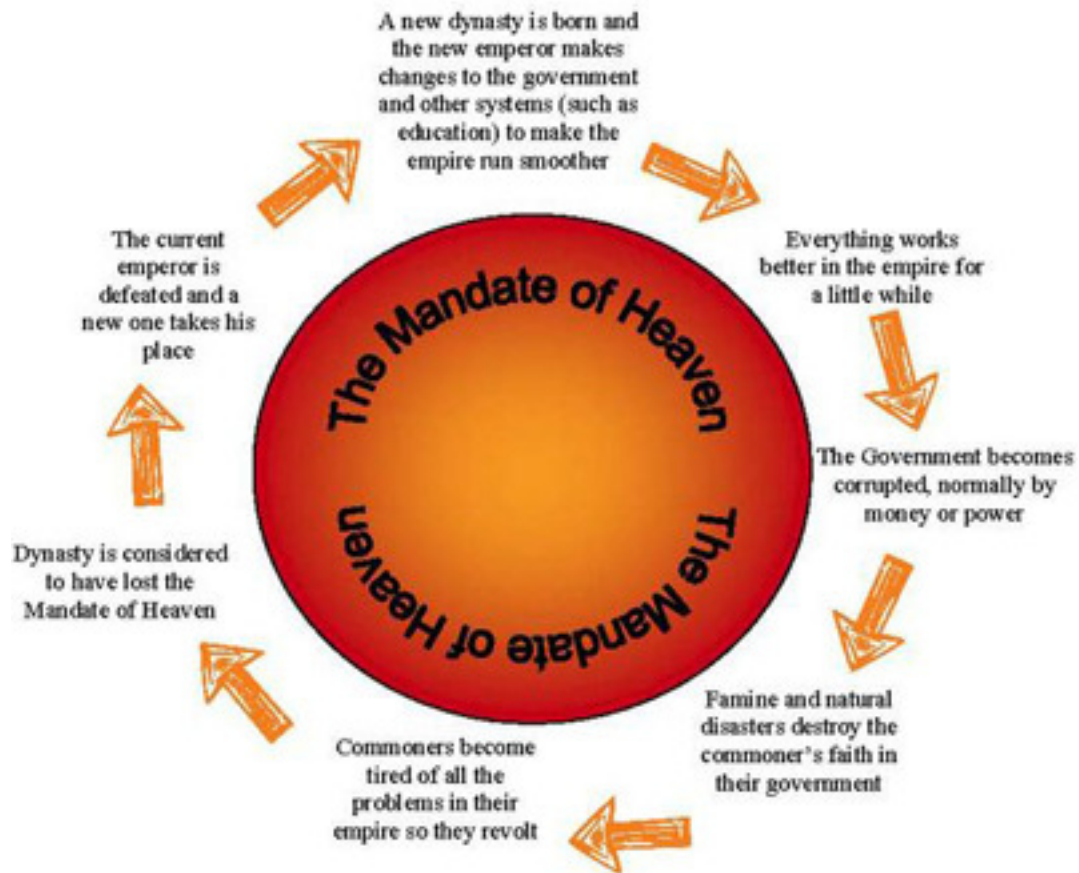 A new dynasty is born and
the new emperor makes
changes to the government
and other systems (such as
education) to make the
empire run smoother
Everything works
better in the empire for
a little while
The Government becomes
corrupted, normally by
money or power
Famine and natural
disasters destroy the
commoner's faith in
their government
Commoners become
tired of all the
problems in their
empire so they revolt
Dynasty is considered
to have lost the
Mandate of Heaven
The current
emperor is
defeated and a
new one takes his
place
The Mandate of Heaven
The Mandate of Heaven